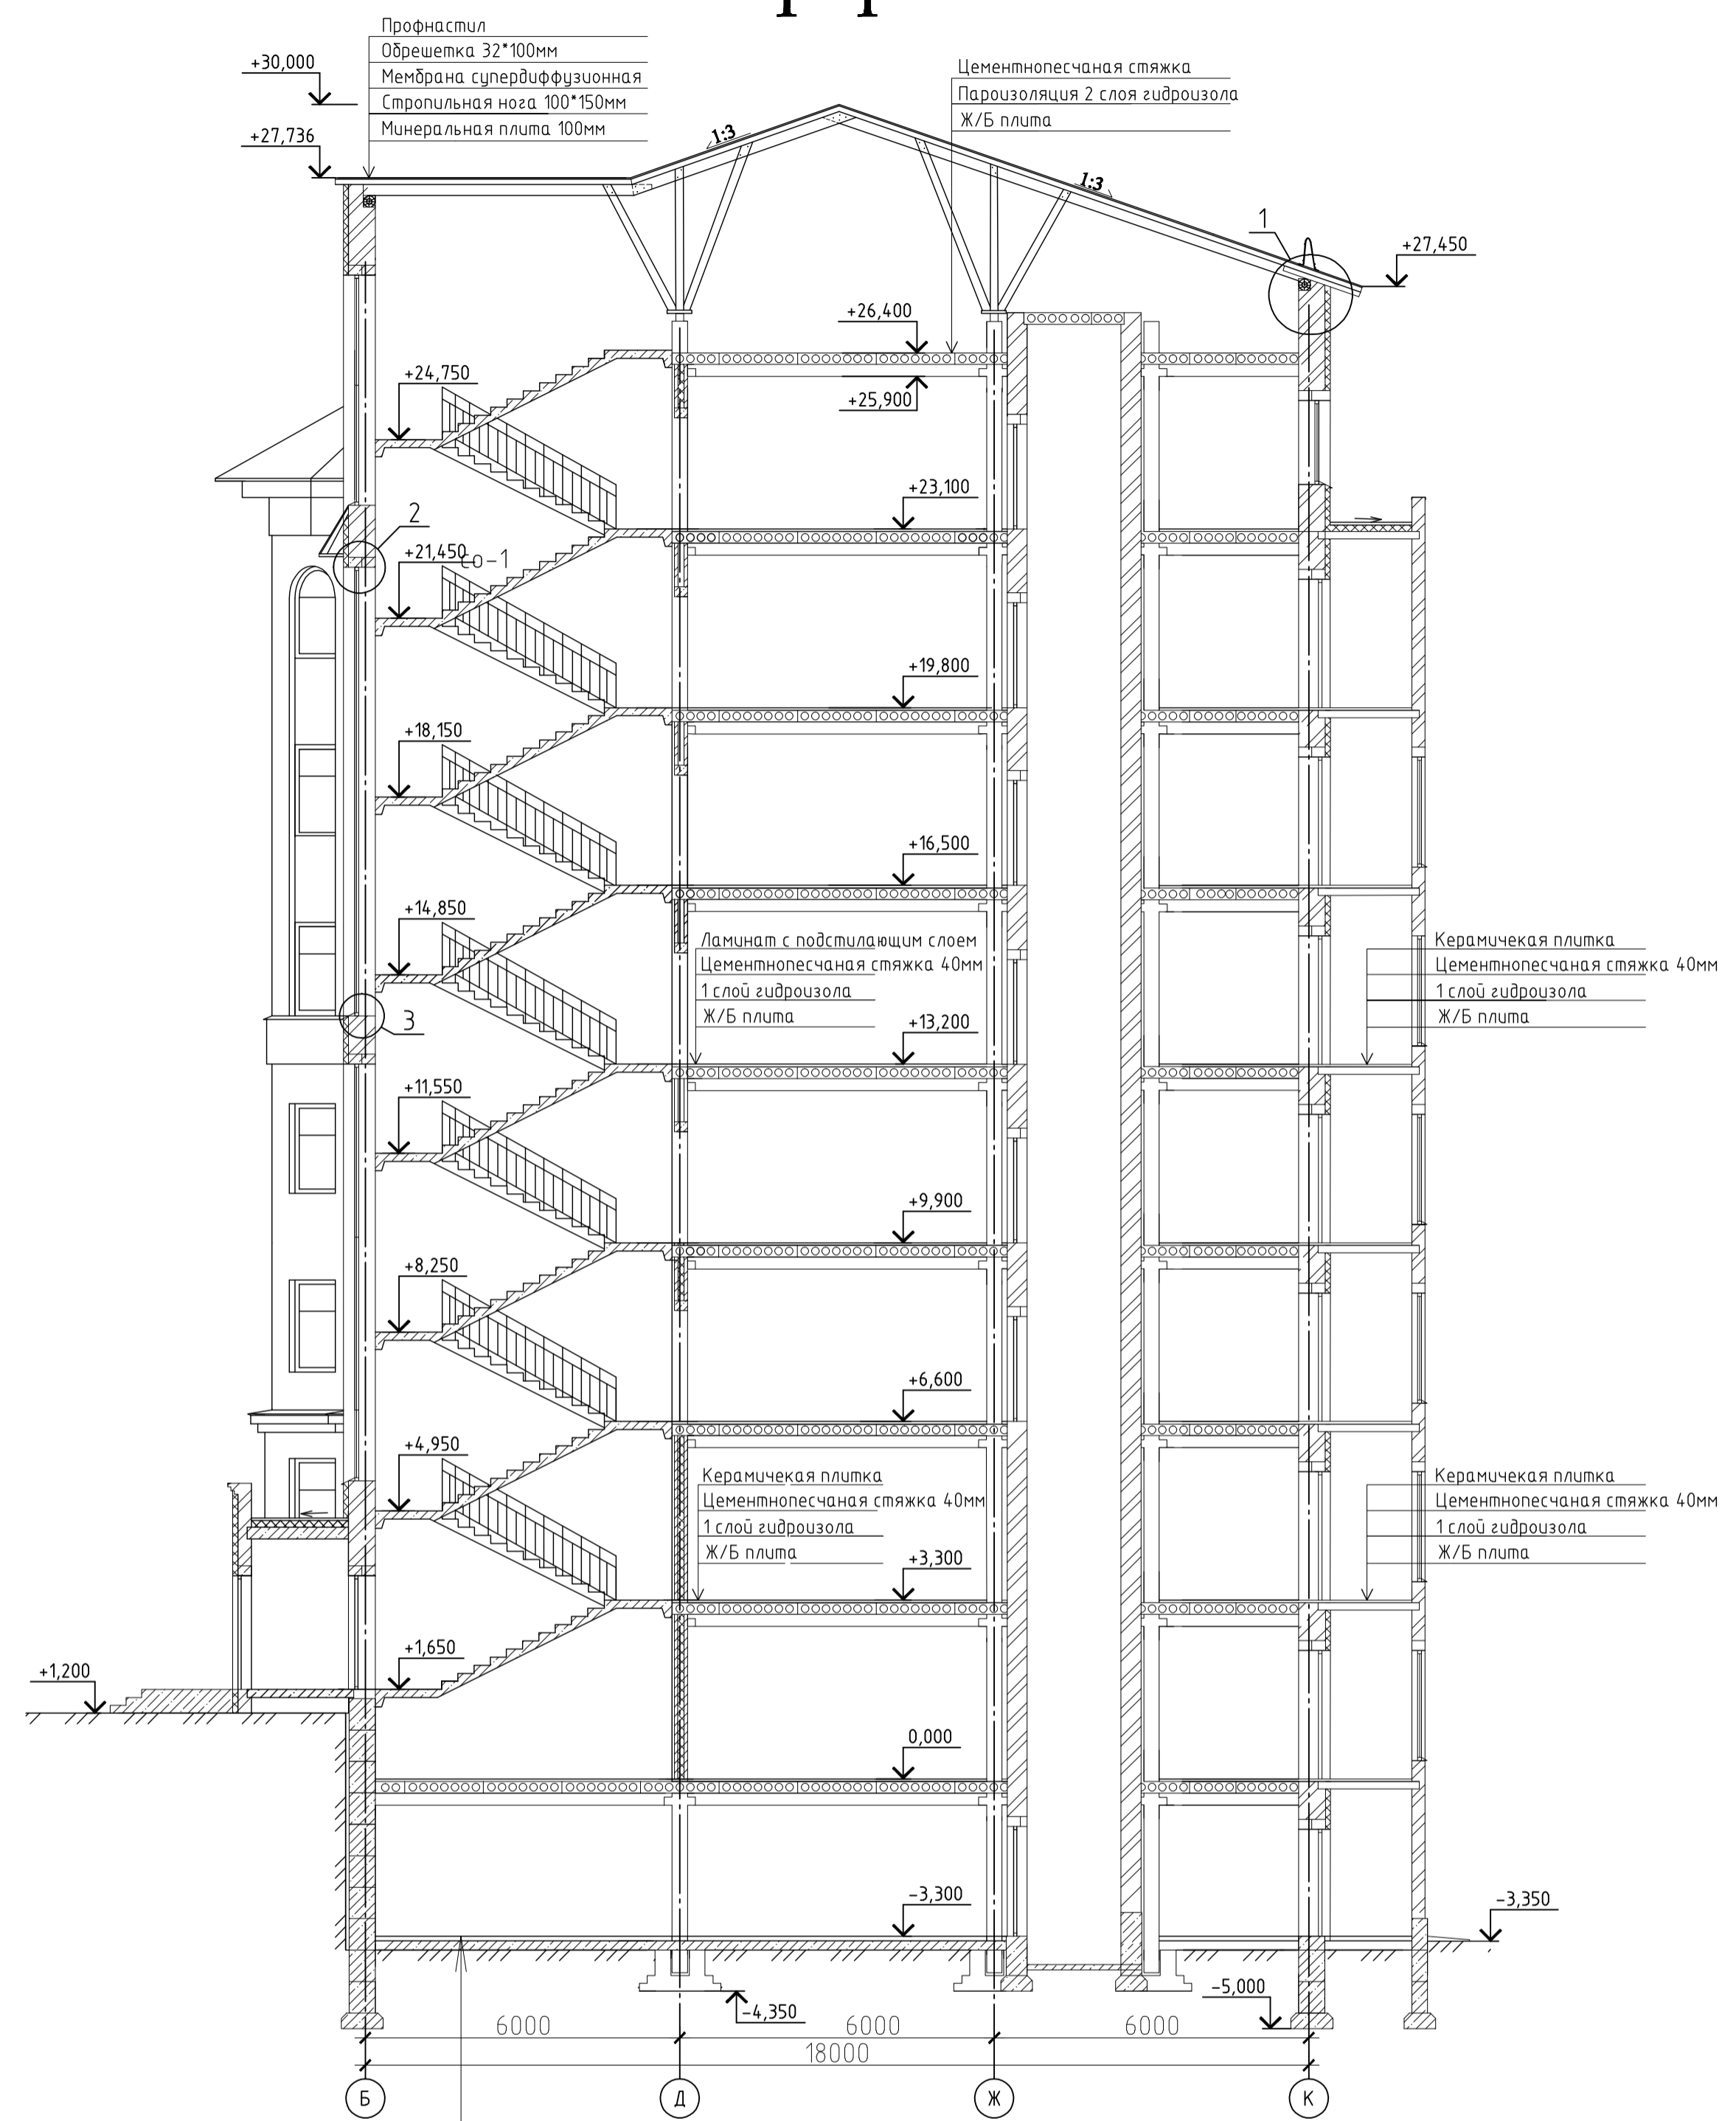 Профнастил
Обрешетка 32*100мм
Мембрана супердиффузионная
Стропильная нога 100*150мм
Минеральная плита 100мм
+30,000
+27,736
Цементнопесчаная стяжка
Пароизоляция 2 слоя гидроизола
Ж/Б плита
1:3
1:3
1
+27,450
+26,400
+24,750
+25,900
+23,100
2
+21,450
со-1
+19,800
+18,150
+16,500
+14,850
Ламинат с подстилающим слоем
Цементнопесчаная стяжка 40мм
1 слой гидроизола
Ж/Б плита
Керамичекая плитка
Цементнопесчаная стяжка 40мм
1 слой гидроизола
Ж/Б плита
3
+13,200
+11,550
+9,900
+8,250
+6,600
+4,950
Керамичекая плитка
Цементнопесчаная стяжка 40мм
1 слой гидроизола
Ж/Б плита
Керамичекая плитка
Цементнопесчаная стяжка 40мм
1 слой гидроизола
Ж/Б плита
+3,300
+1,650
+1,200
0,000
-3,300
-3,350
-5,000
-4,350
6000
6000
6000
18000
Б
Д
Ж
К